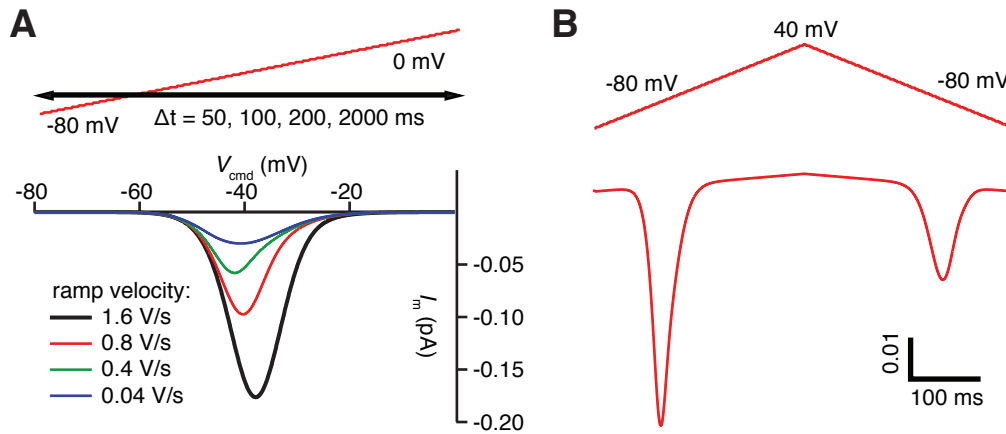 A
0 mV
-80 mV
Δt = 50, 100, 200, 2000 ms
Vcmd (mV)
-80 -60 -40 -20
-0.05
-0.10
-0.15
-0.20
Im (pA)
ramp velocity:
1.6 V/s
0.8 V/s
0.4 V/s
0.04 V/s
B
40 mV
-80 mV
-80 mV
0.01
100 ms